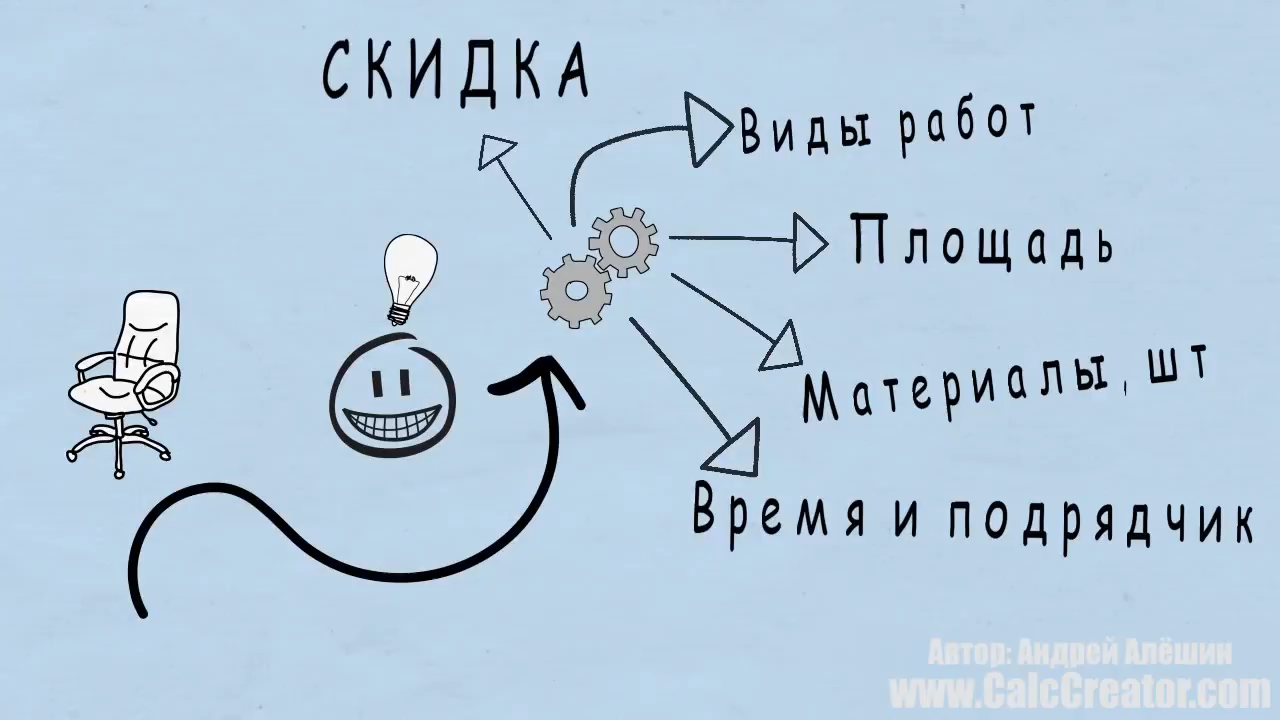 СКИДКА
Виды работ
Площадь
Материалы, шт
Время и подрядчик
Автор: Андрей Алёшин
www.CalcCreator.com